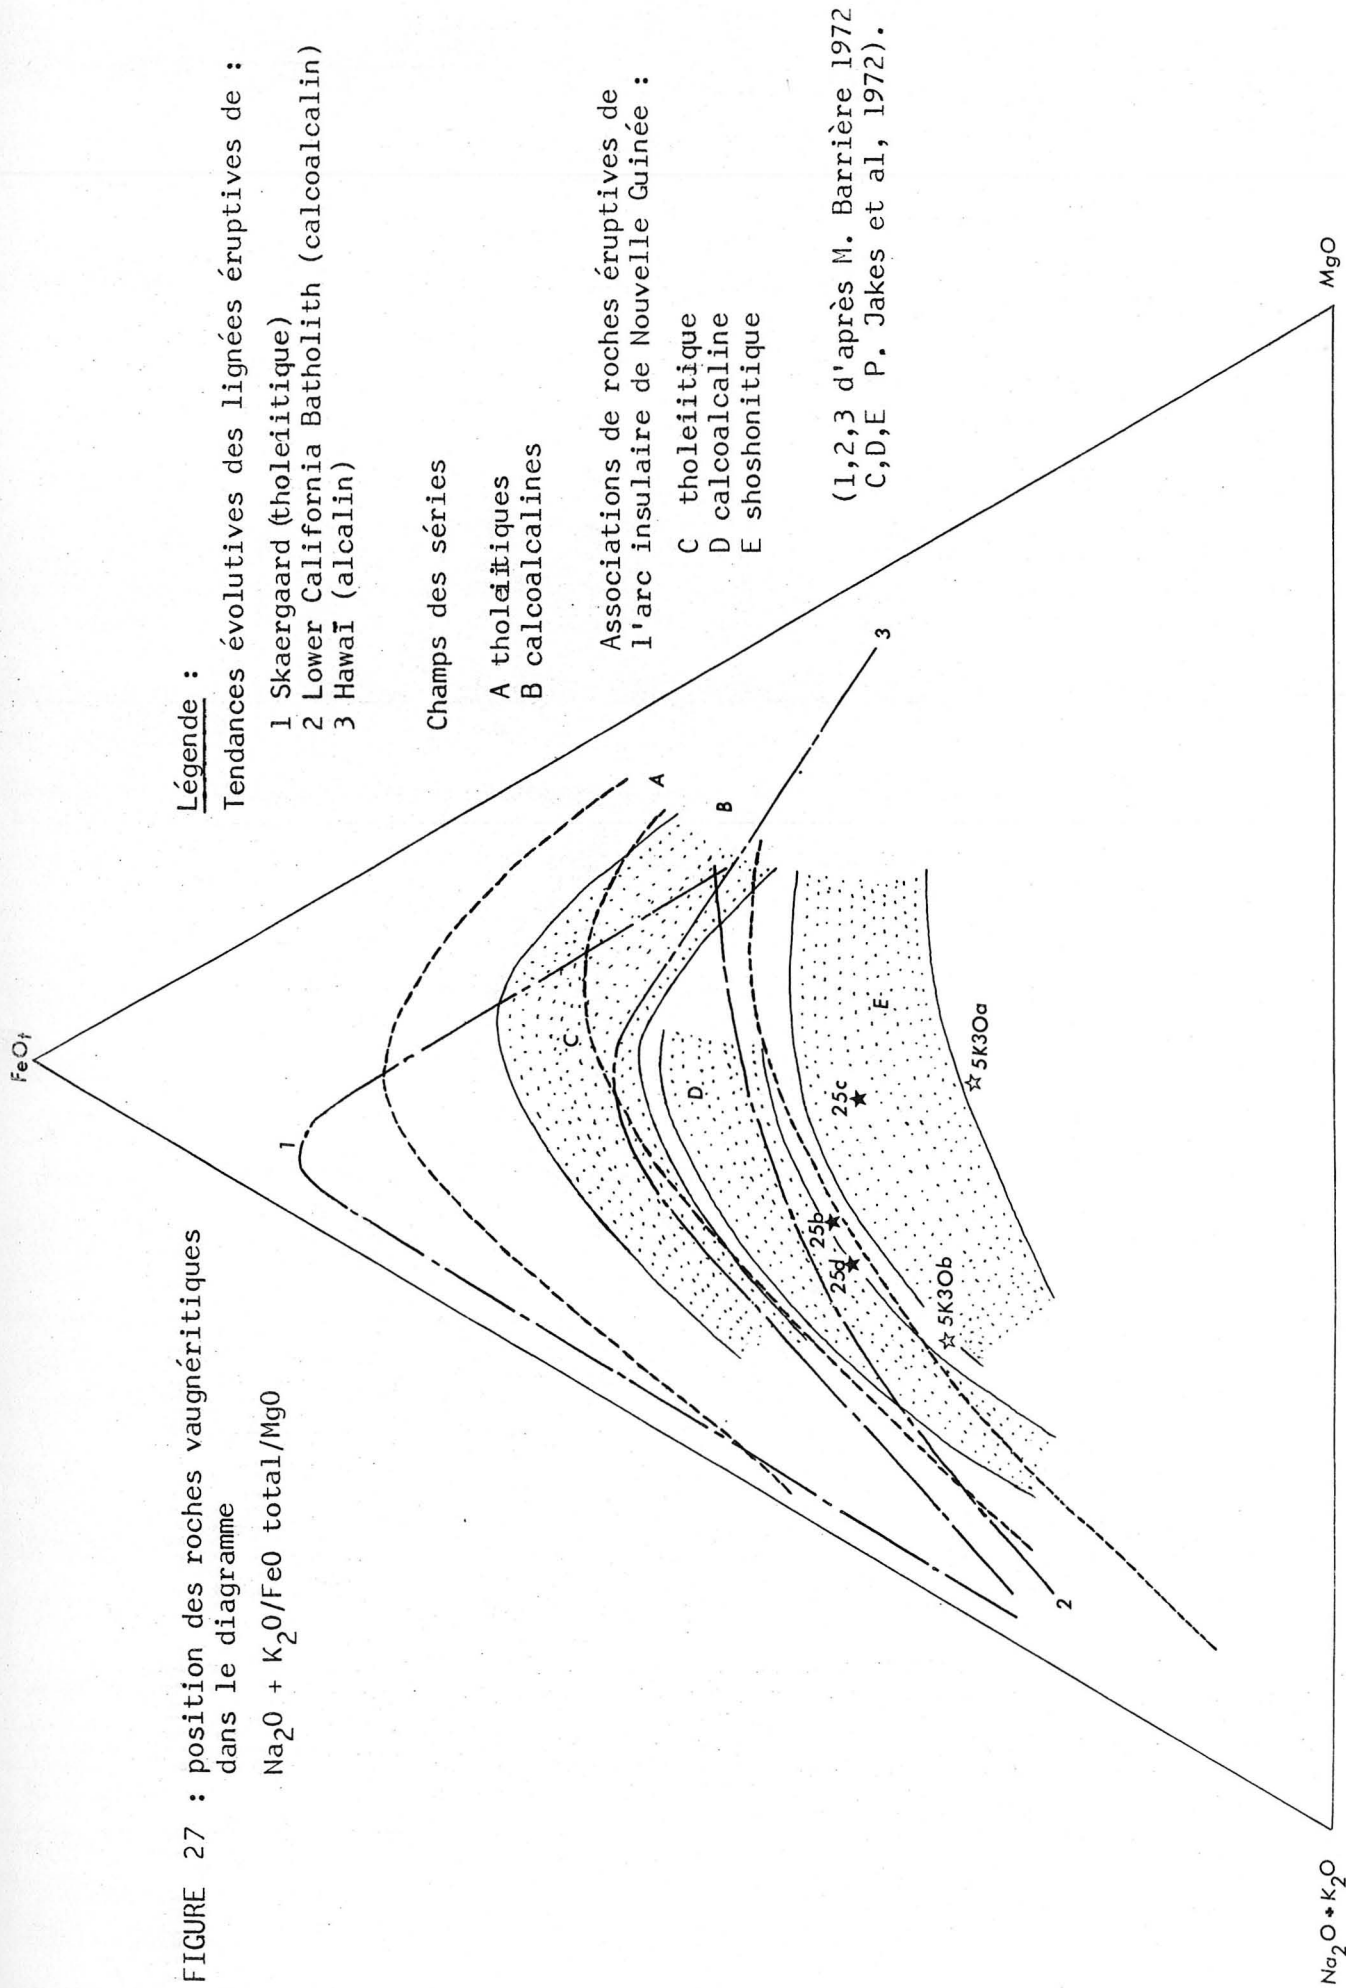 FIGURE 27 : position des roches vaugnéritiques
dans le diagramme
Na2O + K2O/FeO total/MgO
Légende :
Tendances évolutives des lignées éruptives de :
1 Skaergaard (tholeiitique)
2 Lower California Batholith (calcoalcalin)
3 Hawaï (alcalin)
Champs des séries
A tholeiitiques
B calcoalcalines
Associations de roches éruptives de
l'arc insulaire de Nouvelle Guinée :
C tholeiitique
D calcoalcaline
E shoshonitique
(1,2,3 d'après M. Barrière 1972
C,D,E P. Jakes et al, 1972).
FeOt
1
A
B
C
3
D
E
25c
25b
25d
5K30a
5K30b
2
Na2O + K2O
MgO